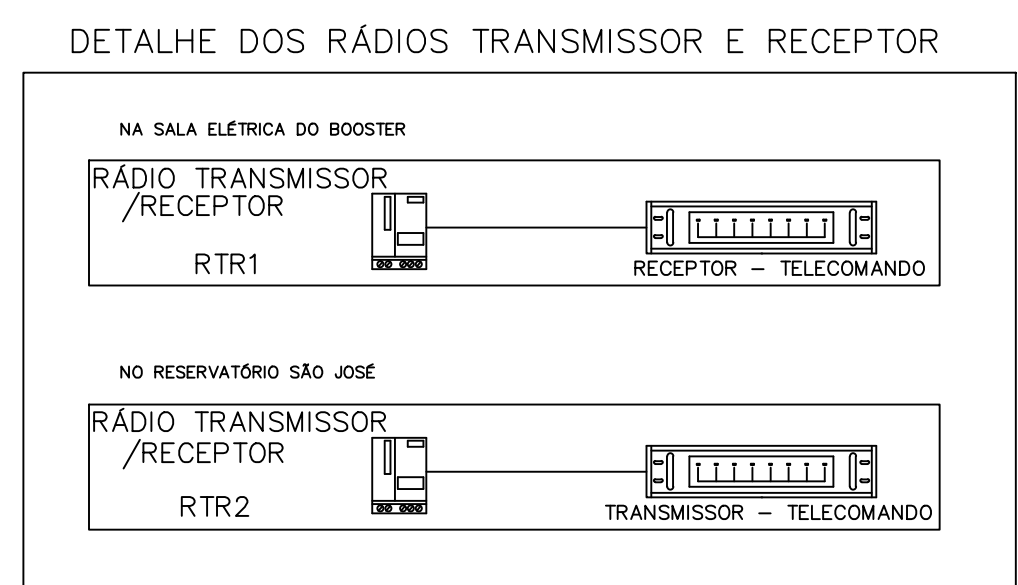 DETALHE DOS RÁDIOS TRANSMISSOR E RECEPTOR
NA SALA ELÉTRICA DO BOOSTER
RÁDIO TRANSMISSOR
/RECEPTOR
RTR1
RECEPTOR – TELECOMANDO
NO RESERVATÓRIO SÃO JOSÉ
RÁDIO TRANSMISSOR
/RECEPTOR
RTR2
TRANSMISSOR – TELECOMANDO